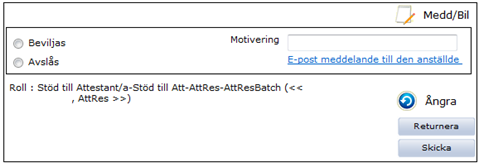 Medd/Bil
Beviljas
Motivering
Avslås
E-post meddelande till den anställde
Roll : Stöd till Attestant/a-Stöd till Att-AttRes-AttResBatch (<<
, AttRes >>)
Ångra
Returnera
Skicka